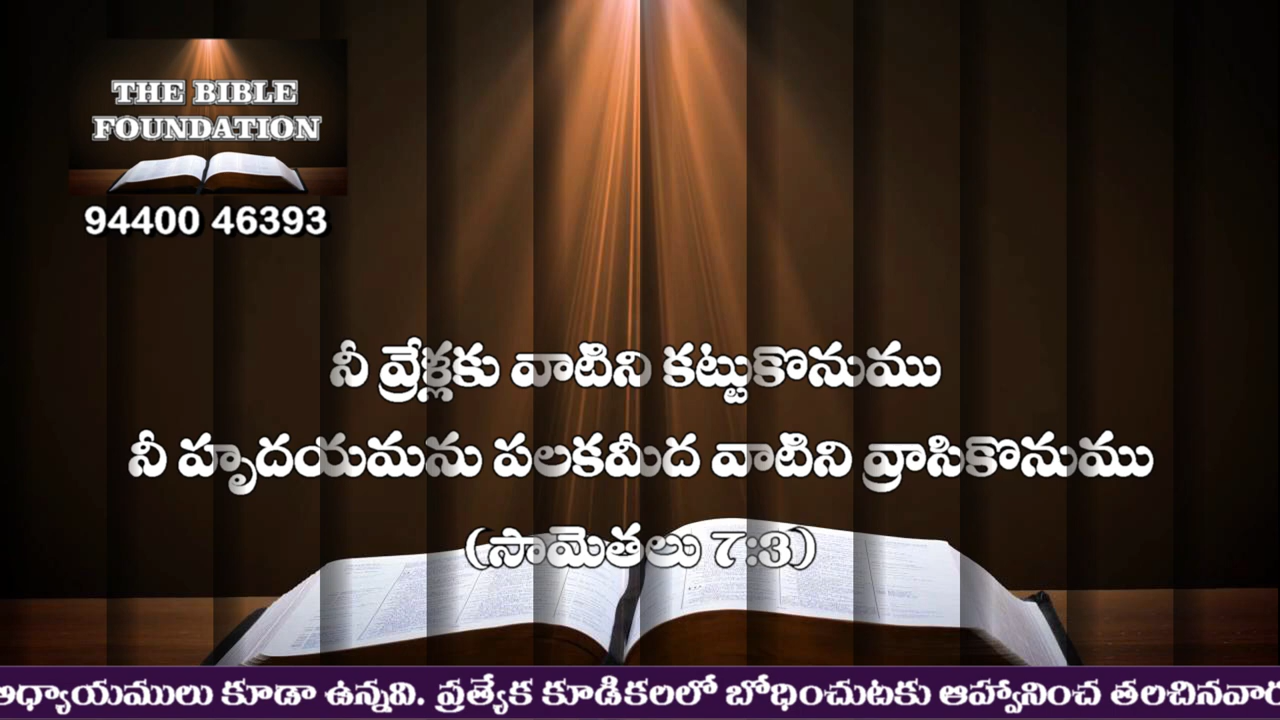 THE BIBLE
FOUNDATION
94400 46393
నీ వ్రేళ్లకు వాటిని కట్టుకొనుము
నీ హృదయమను పలకమీద వాటిని వ్రాసికొనుము
(సామెతలు 7:3)
అధ్యాయములు కూడా ఉన్నవి. ప్రత్యేక కూడికలలో బోధించుటకు ఆహ్వానించ తలచినవారు